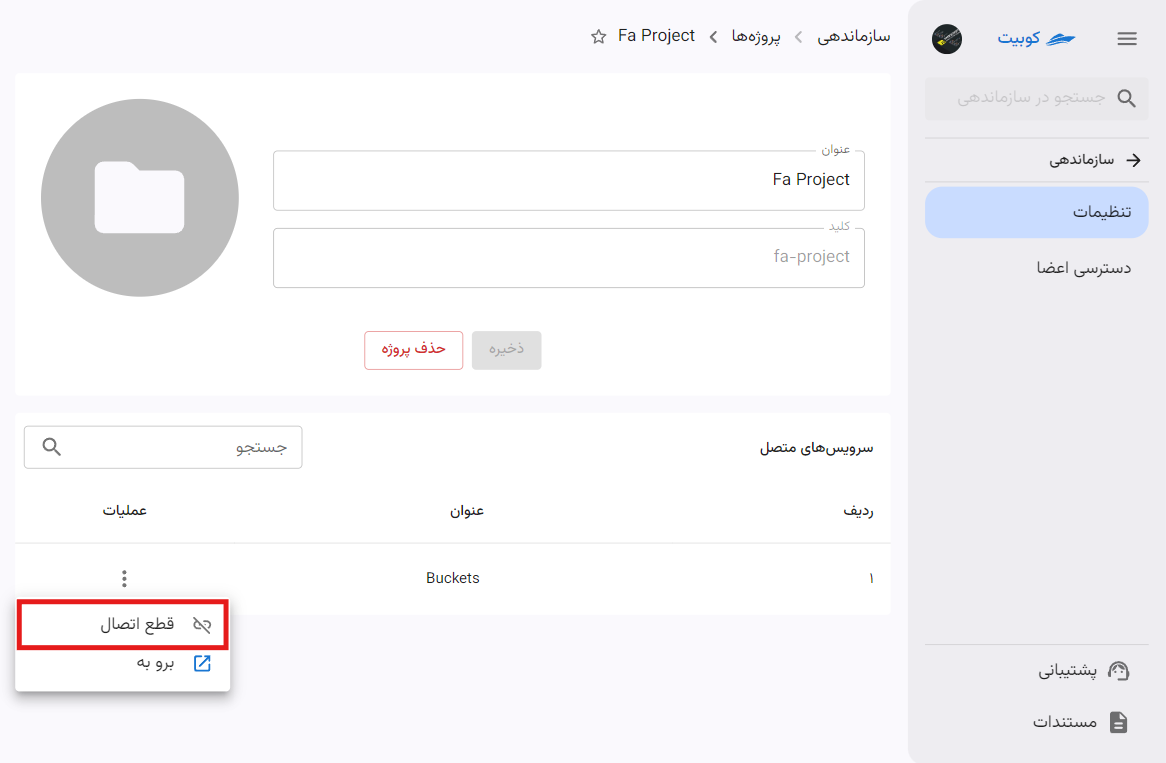 کوبیت
جستجو در سازماندهی
سازماندهی
تنظیمات
دسترسی اعضا
پشتیبانی
مستندات
سازماندهی > پروژه‌ها > Fa Project
عنوان
Fa Project
کلید
fa-project
ذخیره
حذف پروژه
سرویس‌های متصل
جستجو
ردیف عنوان عملیات
۱ Buckets
قطع اتصال
برو به